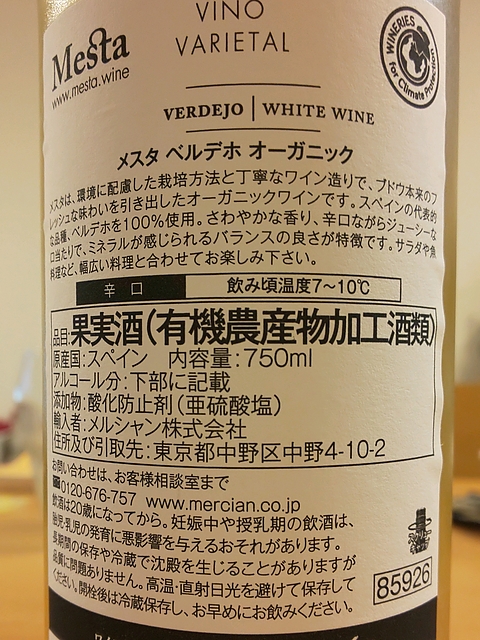 VINO
VARIETAL
Mesta
www.mesta.wine
WINERIES
for Climate Protection
VERDEJO | WHITE WINE
メスタ ベルデホ オーガニック
メスタは、環境に配慮した栽培方法と丁寧なワイン造りで、ブドウ本来のフ
レッシュな味わいを引き出したオーガニックワインです。スペインの代表的
な品種、ベルデホを100%使用。さわやかな香り、辛口ながらジューシーな
口当たりで、ミネラルが感じられるバランスの良さが特徴です。サラダや魚
料理など、幅広い料理と合わせてお楽しみ下さい。
辛口 飲み頃温度7~10℃
品目:果実酒(有機農産物加工酒類)
原産国:スペイン 内容量:750ml
アルコール分:下部に記載
添加物:酸化防止剤(亜硫酸塩)
輸入者:メルシャン株式会社
住所及び引取先:東京都中野区中野4-10-2
お問い合わせは、お客様相談室まで
☎0120-676-757 www.mercian.co.jp
飲酒は20歳になってから。妊娠中や授乳期の飲酒は、
胎児・乳児の発育に悪影響を与えるおそれがあります。
長期間の保存や冷蔵で沈殿を生じることがありますが
品質に問題ありません。高温・直射日光を避けて保存して
ください。開栓後は冷蔵保存し、お早めにお飲みください。
85926